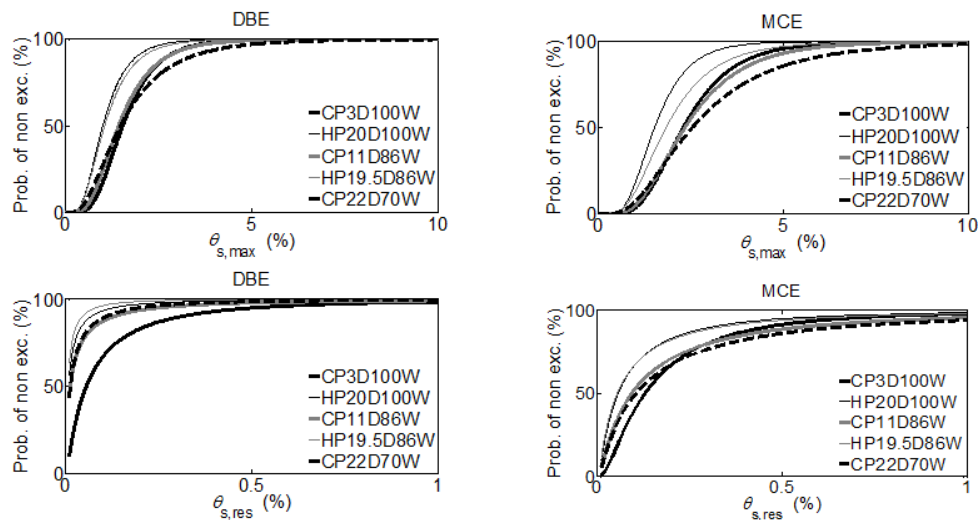 DBE
Prob. of non exc. (%)
100
50
0
0
5
10
θs,max (%)
CP3D100W
HP20D100W
CP11D86W
HP19.5D86W
CP22D70W
MCE
Prob. of non exc. (%)
100
50
0
0
5
10
θs,max (%)
CP3D100W
HP20D100W
CP11D86W
HP19.5D86W
CP22D70W
DBE
Prob. of non exc. (%)
100
50
0
0
0.5
1
θs,res (%)
CP3D100W
HP20D100W
CP11D86W
HP19.5D86W
CP22D70W
MCE
Prob. of non exc. (%)
100
50
0
0
0.5
1
θs,res (%)
CP3D100W
HP20D100W
CP11D86W
HP19.5D86W
CP22D70W